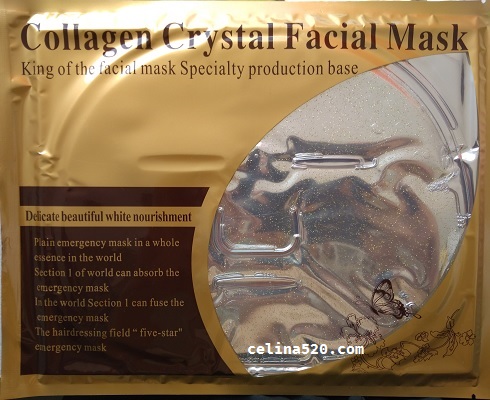 Collagen Crystal Facial Mask
King of the facial mask Specialty production base
Delicate beautiful white nourishment
Plain emergency mask in a whole
essence in the world
Section 1 of world can absorb the
emergency mask
In the world Section 1 can fuse the
emergency mask
The hairdressing field “ five-star”
emergency mask
celina520.com